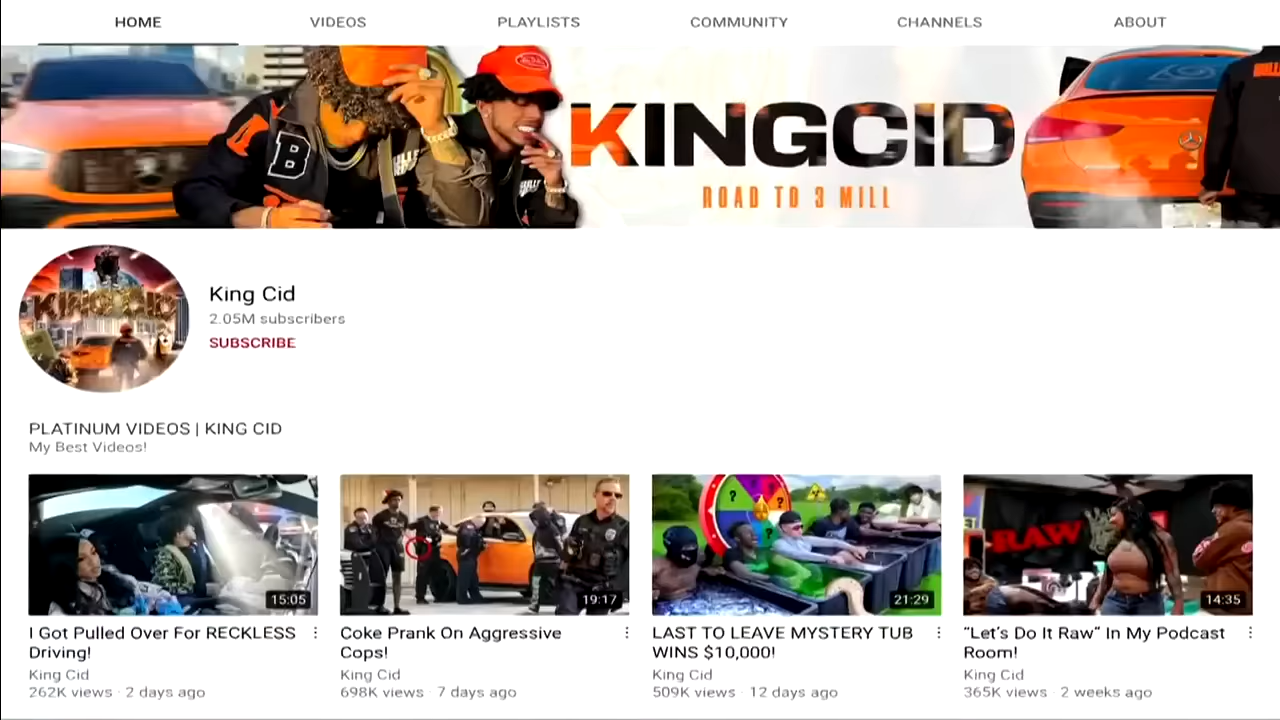 HOME VIDEOS PLAYLISTS COMMUNITY CHANNELS ABOUT
B
KINGCID
ROAD TO 3 MILL
KINGCID
King Cid
2.05M subscribers
SUBSCRIBE
PLATINUM VIDEOS | KING CID
My Best Videos!
? ?
RAW
15:05 19:17 21:29 14:35
I Got Pulled Over For RECKLESS
Driving!
King Cid
262K views · 2 days ago
Coke Prank On Aggressive
Cops!
King Cid
698K views · 7 days ago
LAST TO LEAVE MYSTERY TUB
WINS $10,000!
King Cid
509K views · 12 days ago
"Let's Do It Raw" In My Podcast
Room!
King Cid
365K views · 2 weeks ago